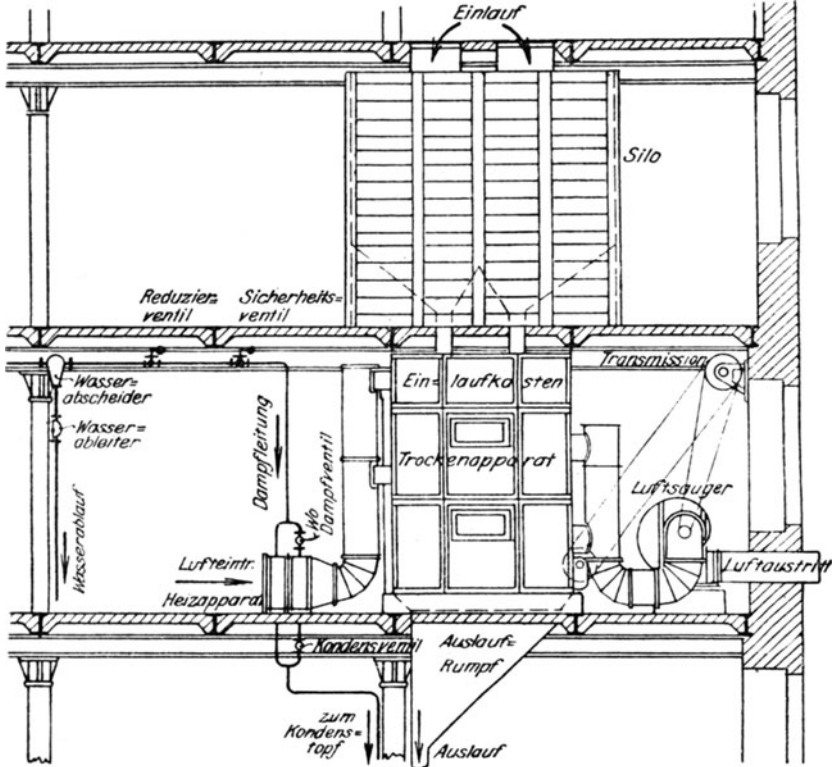 Einlauf
Silo
Reduzier=
ventil
Sicherheits=
ventil
Transmission
Wasser=
abscheider
Ein= laufkasten
Wasser=
ableiter
Dampfleitung
Trockenapparat
Luftsauger
Wasserablauf
Dampfventil
Lufteintr.
Luftaustritt
Heizapparat
Kondensventil
Auslauf=
Rumpf
zum
Kondens=
topf
Auslauf